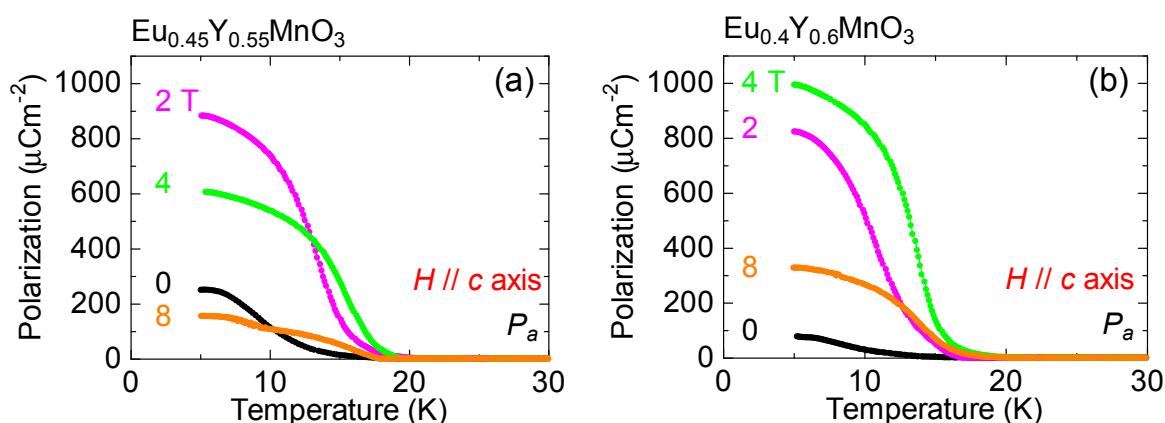 Eu0.45Y0.55MnO3
(a)
Polarization (μCm-2)
1000
800
600
400
200
0
2 T
4
0
8
H // c axis
Pa
0 10 20 30
Temperature (K)
Eu0.4Y0.6MnO3
(b)
Polarization (μCm-2)
1000
800
600
400
200
0
4 T
2
8
0
H // c axis
Pa
0 10 20 30
Temperature (K)